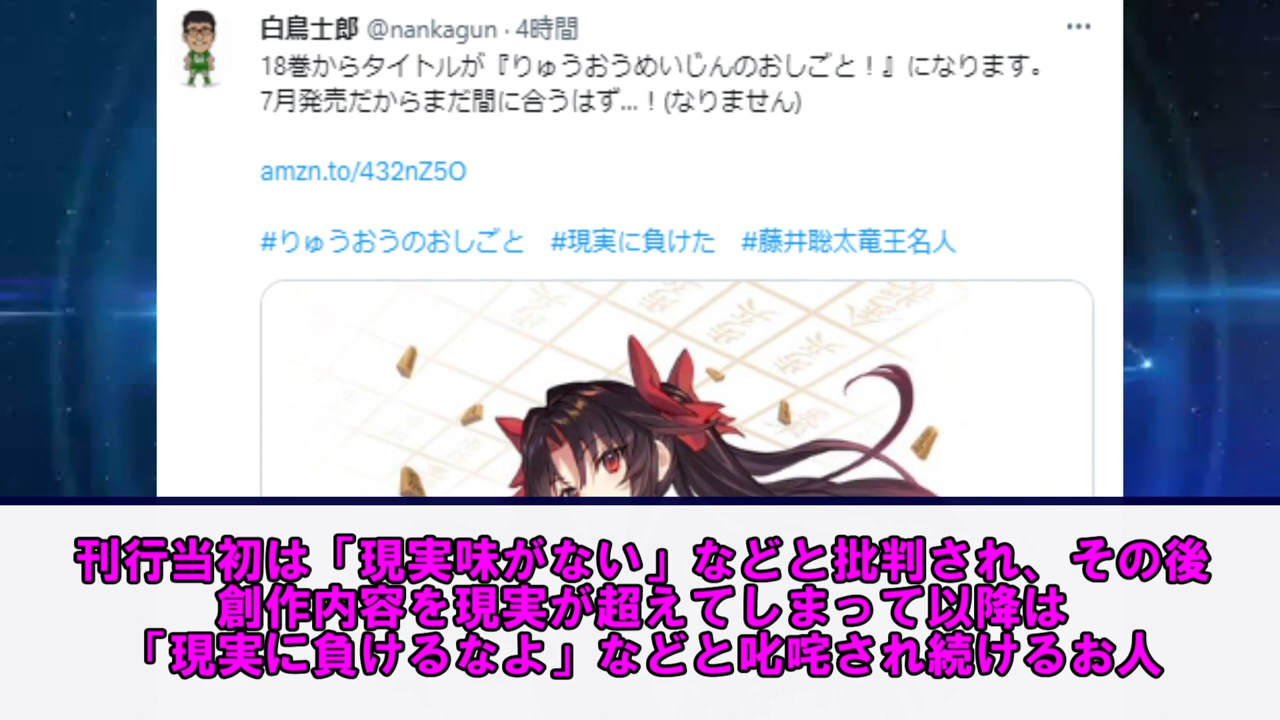 白鳥士郎 @nankagun · 4時間
18巻からタイトルが『りゅうおうめいじんのおしごと！』になります。
7月発売だからまだ間に合うはず…！(なりません)
amzn.to/432nZ5O
#りゅうおうのおしごと #現実に負けた #藤井聡太竜王名人
刊行当初は「現実味がない」などと批判され、その後
創作内容を現実が超えてしまって以降は
「現実に負けるなよ」などと叱咤され続けるお人